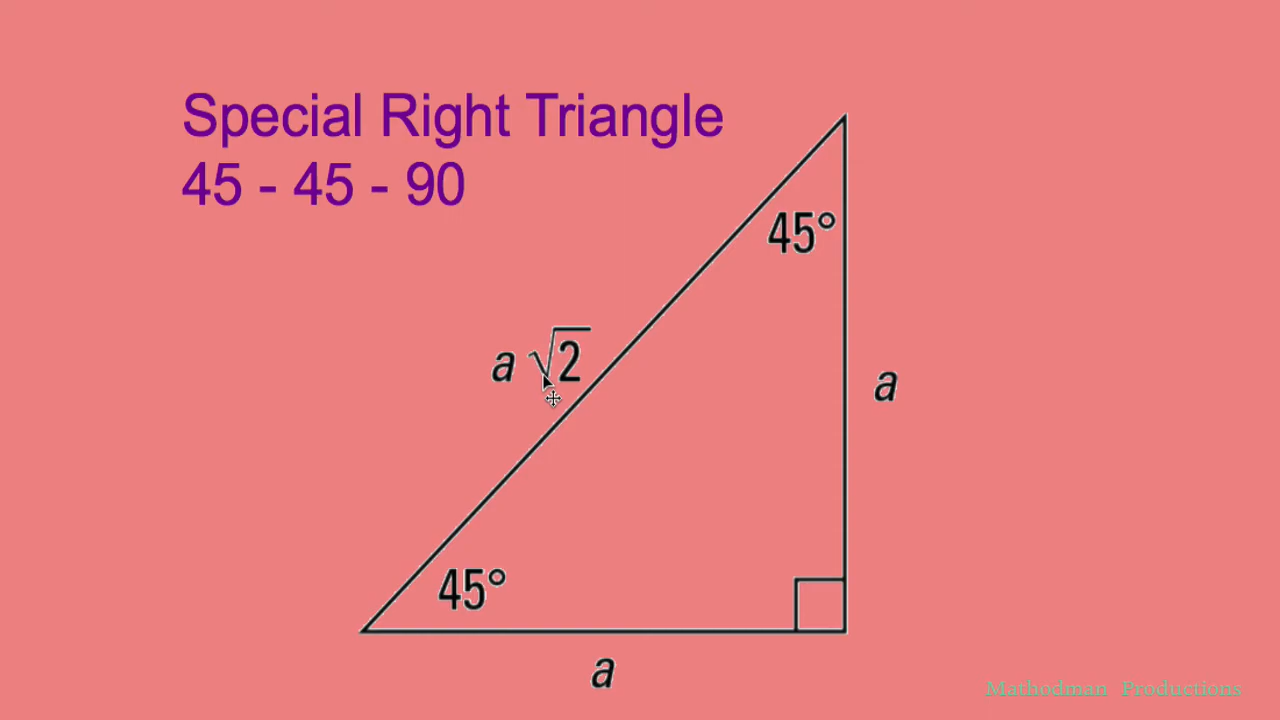 Special Right Triangle
45 - 45 - 90
45°
a √2
a
45°
a
Mathodman Productions